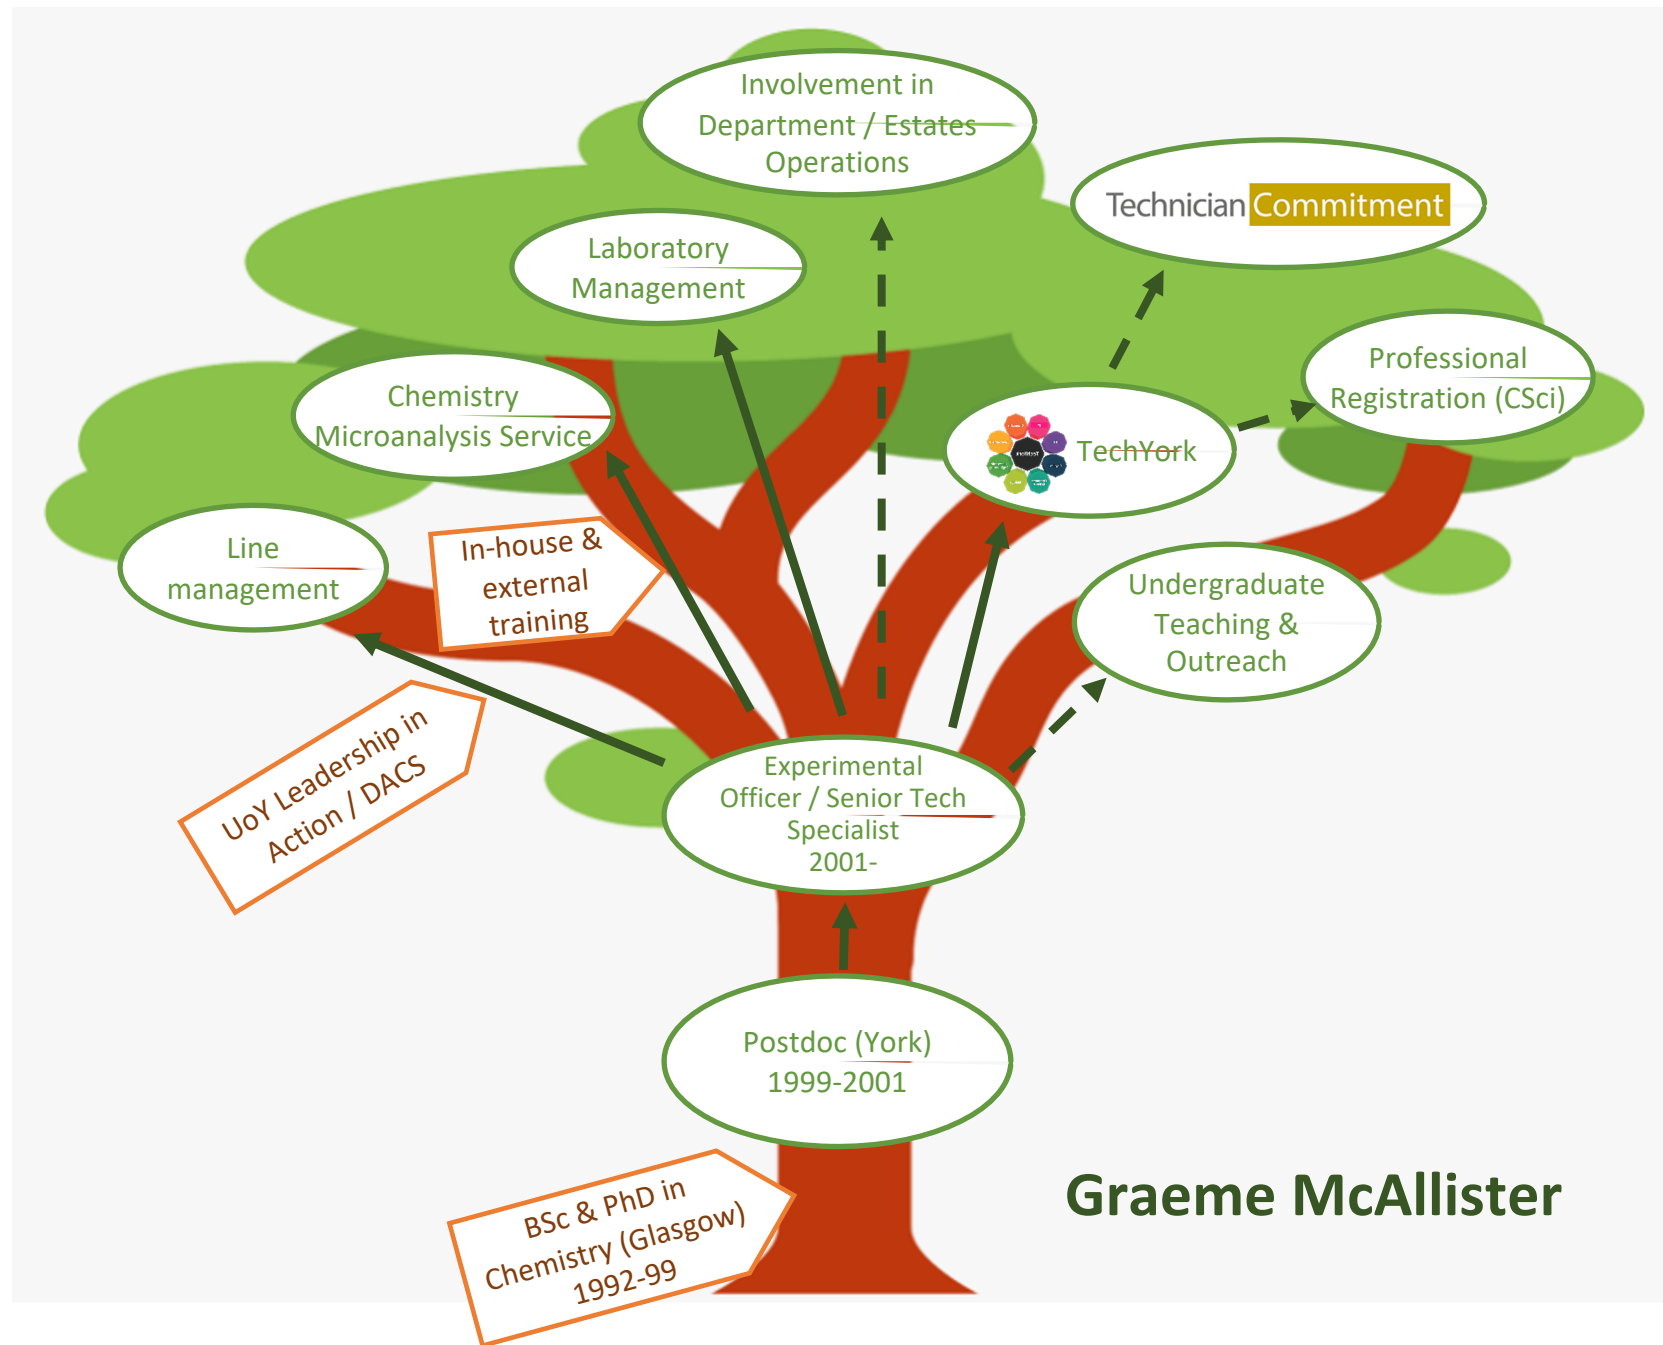 Involvement in
Department / Estates
Operations
Technician Commitment
Laboratory
Management
Professional
Registration (CSci)
Chemistry
Microanalysis Service
TechYork
Line
management
In-house &
external
training
Undergraduate
Teaching &
Outreach
UoY Leadership in
Action / DACS
Experimental
Officer / Senior Tech
Specialist
2001-
Postdoc (York)
1999-2001
BSc & PhD in
Chemistry (Glasgow)
1992-99
Graeme McAllister